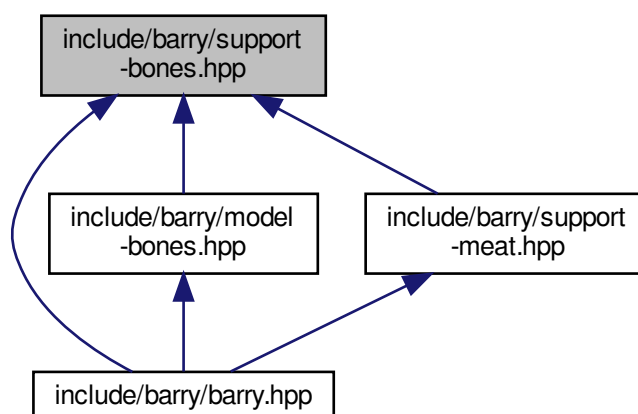 include/barry/support
-bones.hpp
include/barry/model
-bones.hpp
include/barry/support
-meat.hpp
include/barry/barry.hpp